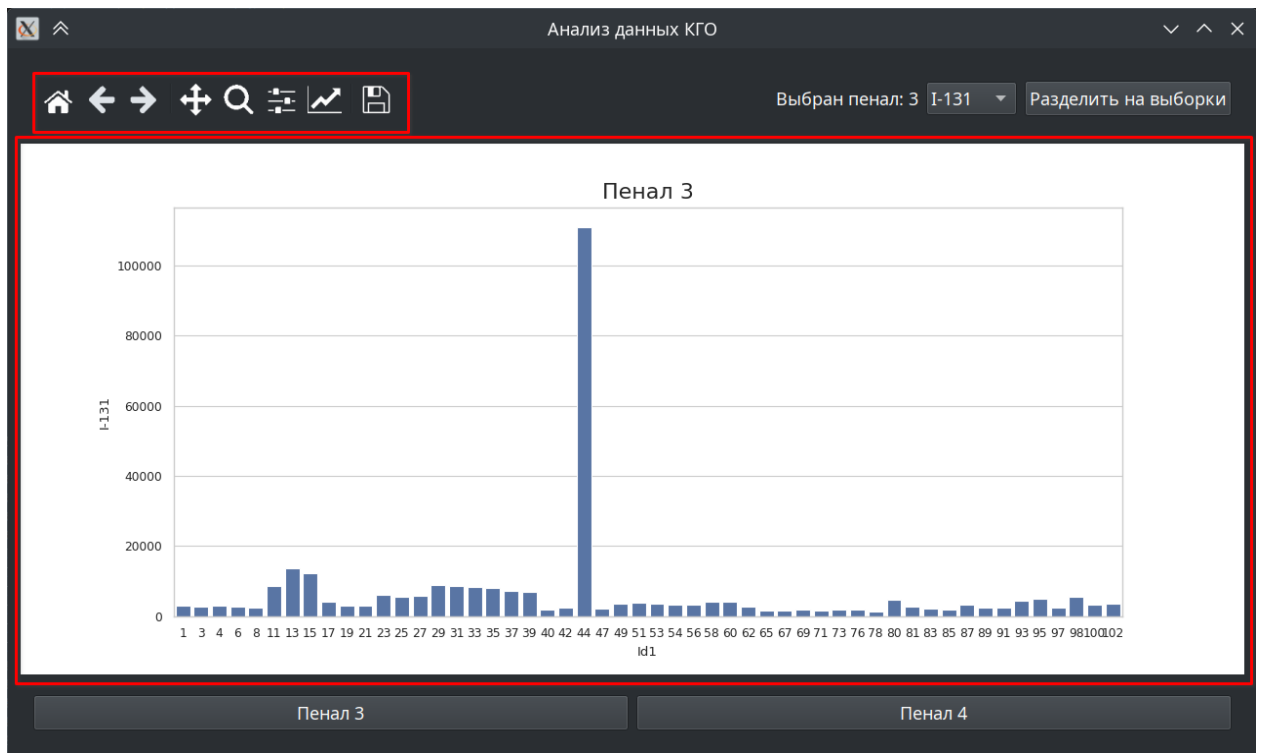 Анализ данных КГО
Выбран пенал: 3 I-131 Разделить на выборки
Пенал 3
100000
80000
60000
40000
20000
0
I-131
1 3 4 6 8 11 13 15 17 19 21 23 25 27 29 31 33 35 37 39 40 42 44 47 49 51 53 54 56 58 60 62 65 67 69 71 73 76 78 80 81 83 85 87 89 91 93 95 97 98 100 102
Id1
Пенал 3 Пенал 4